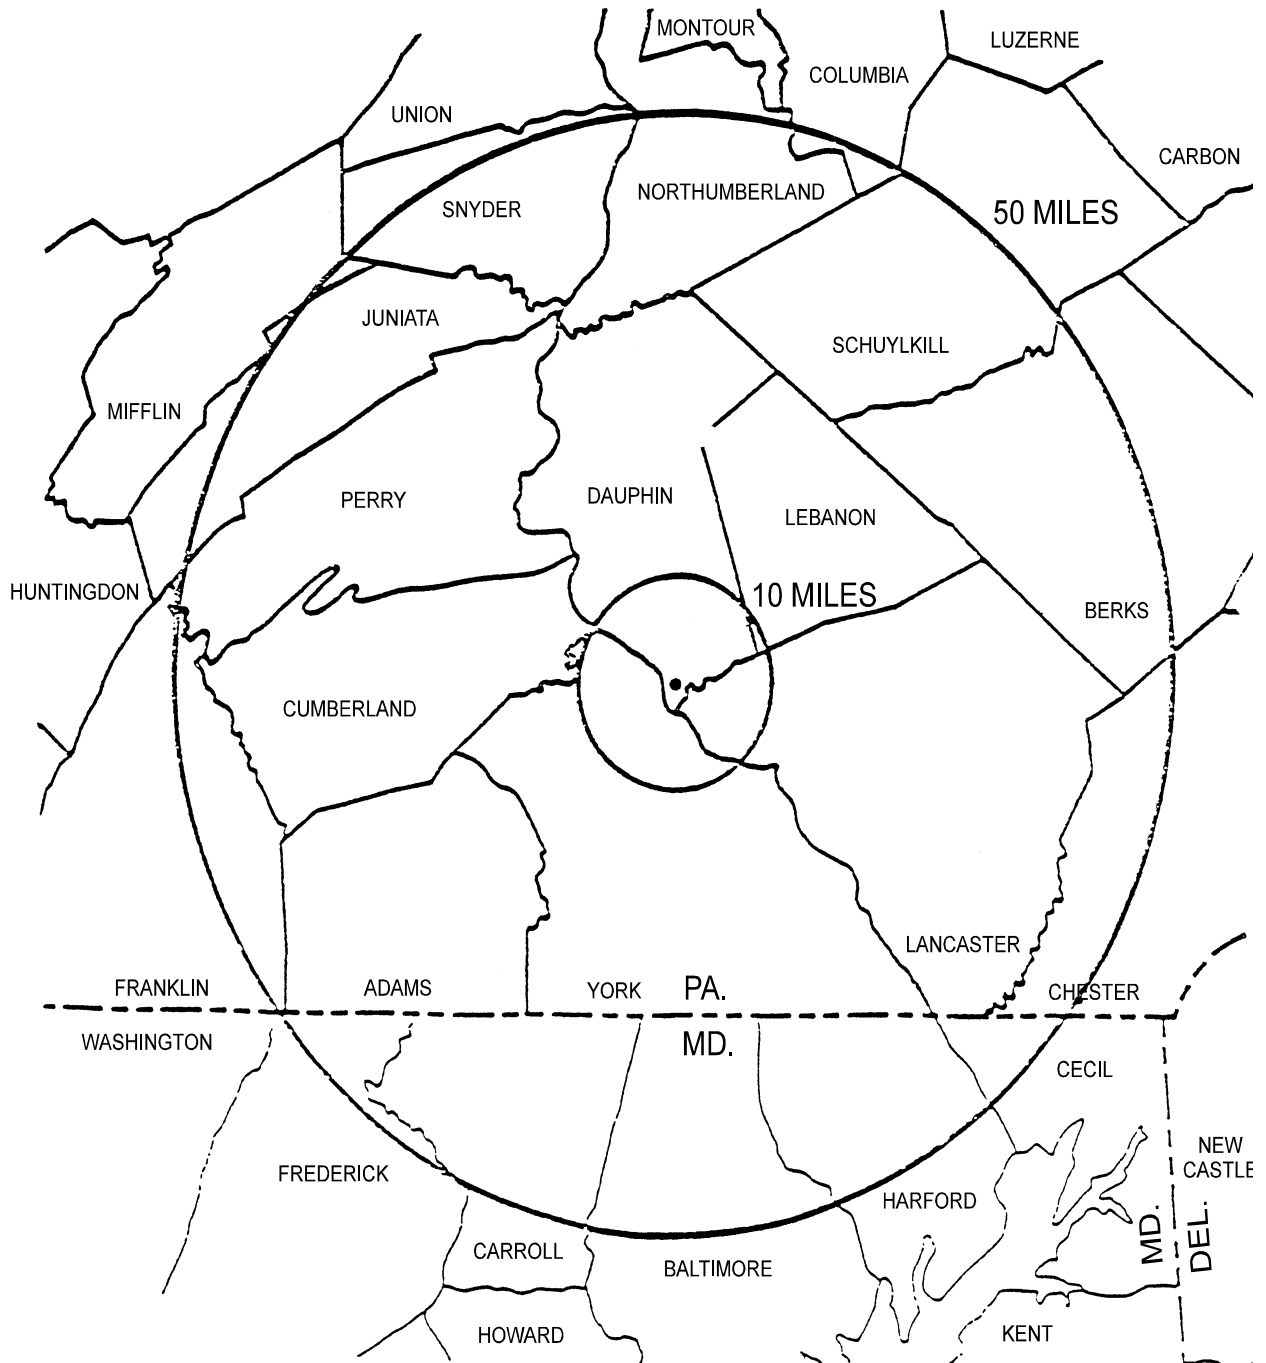 MONTOUR
LUZERNE
COLUMBIA
UNION
CARBON
NORTHUMBERLAND
SNYDER
50 MILES
JUNIATA
SCHUYLKILL
MIFFLIN
PERRY
DAUPHIN
LEBANON
HUNTINGDON
10 MILES
BERKS
CUMBERLAND
LANCASTER
FRANKLIN
ADAMS
YORK
PA.
CHESTER
WASHINGTON
MD.
CECIL
NEW
CASTLE
FREDERICK
HARFORD
MD.
DEL.
CARROLL
BALTIMORE
HOWARD
KENT